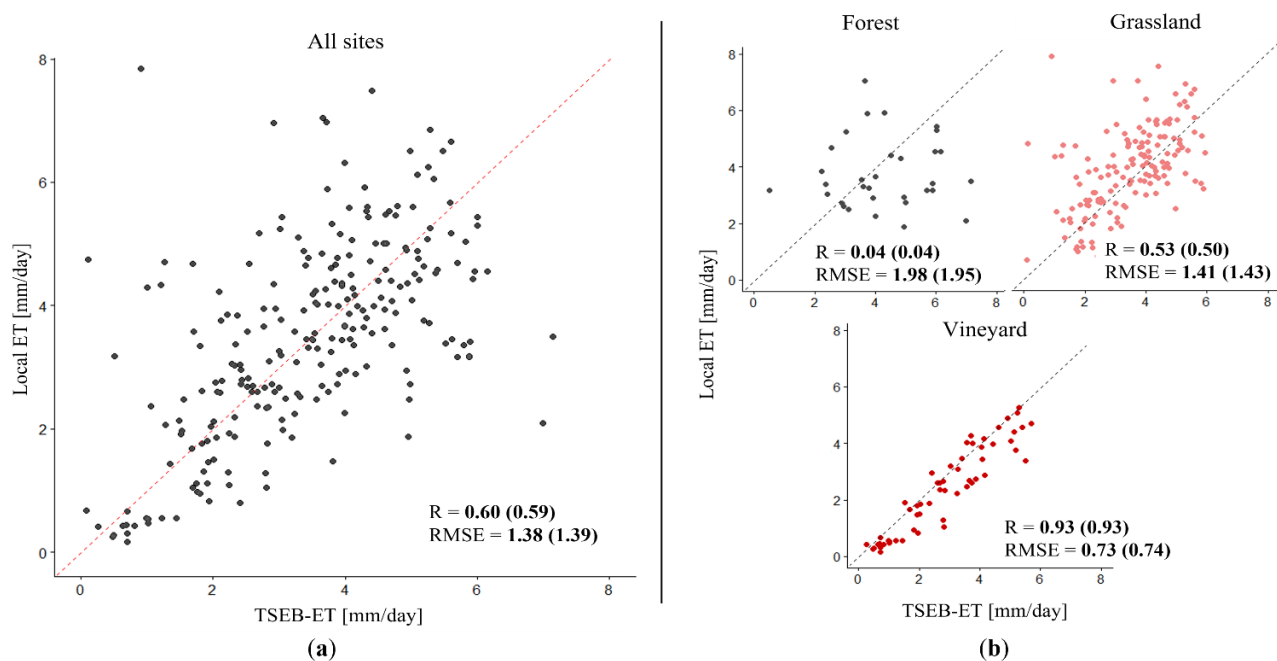 All sites
8
6
4
2
0
Local ET [mm/day]
R = 0.60 (0.59)
RMSE = 1.38 (1.39)
0 2 4 6 8
TSEB-ET [mm/day]
(a)
Forest
8
6
4
2
0
R = 0.04 (0.04)
RMSE = 1.98 (1.95)
0 2 4 6 8
Grassland
R = 0.53 (0.50)
RMSE = 1.41 (1.43)
0 2 4 6 8
Local ET [mm/day]
Vineyard
8
6
4
2
0
R = 0.93 (0.93)
RMSE = 0.73 (0.74)
0 2 4 6 8
TSEB-ET [mm/day]
(b)